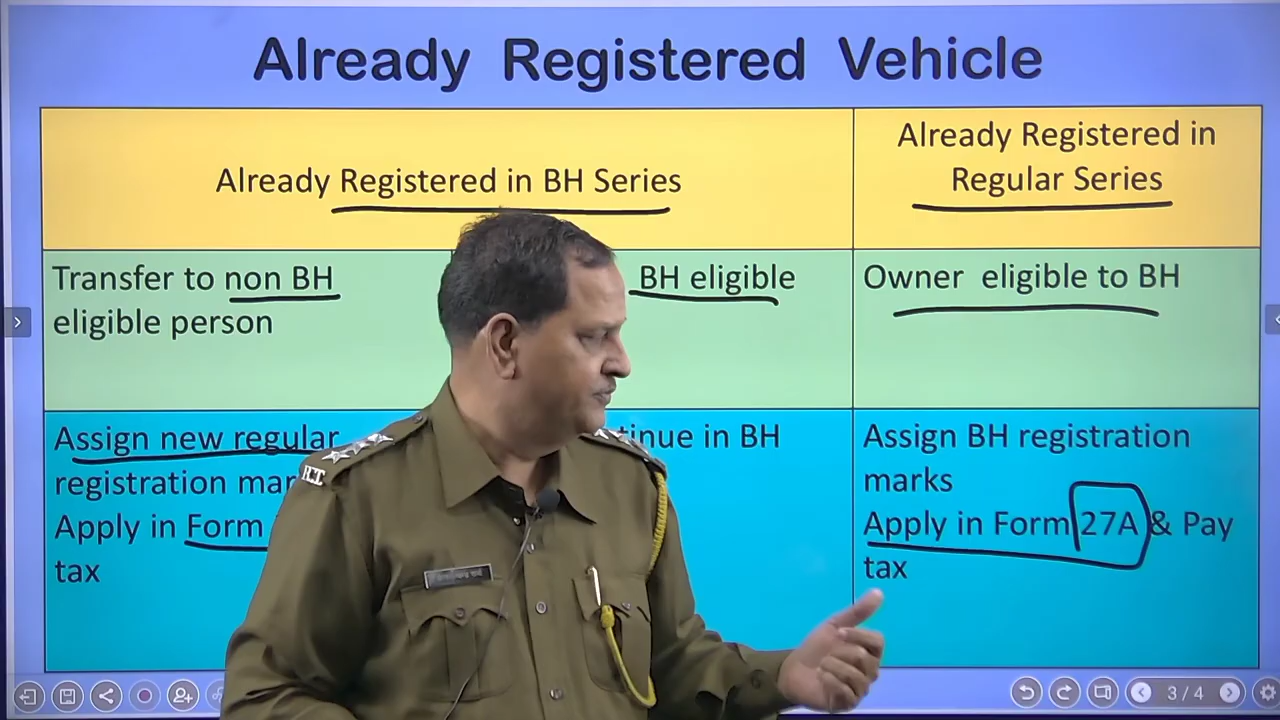 Already Registered Vehicle
Already Registered in BH Series
Already Registered in
Regular Series
Transfer to non BH
eligible person
BH eligible
Owner eligible to BH
Assign new regular
registration
Apply in Form
tax
in BH
Assign BH registration
marks
Apply in Form 27A & Pay
tax
3 / 4